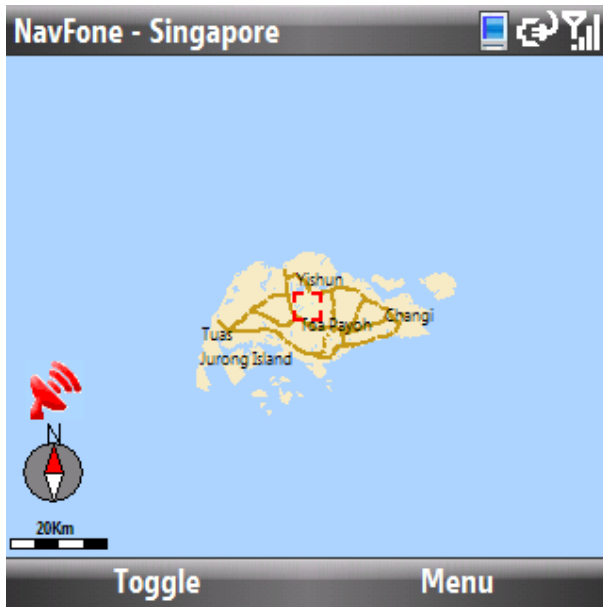 NavFone - Singapore
Yishun
Toa Payoh
Changi
Tuas
Jurong Island
N
20Km
Toggle
Menu